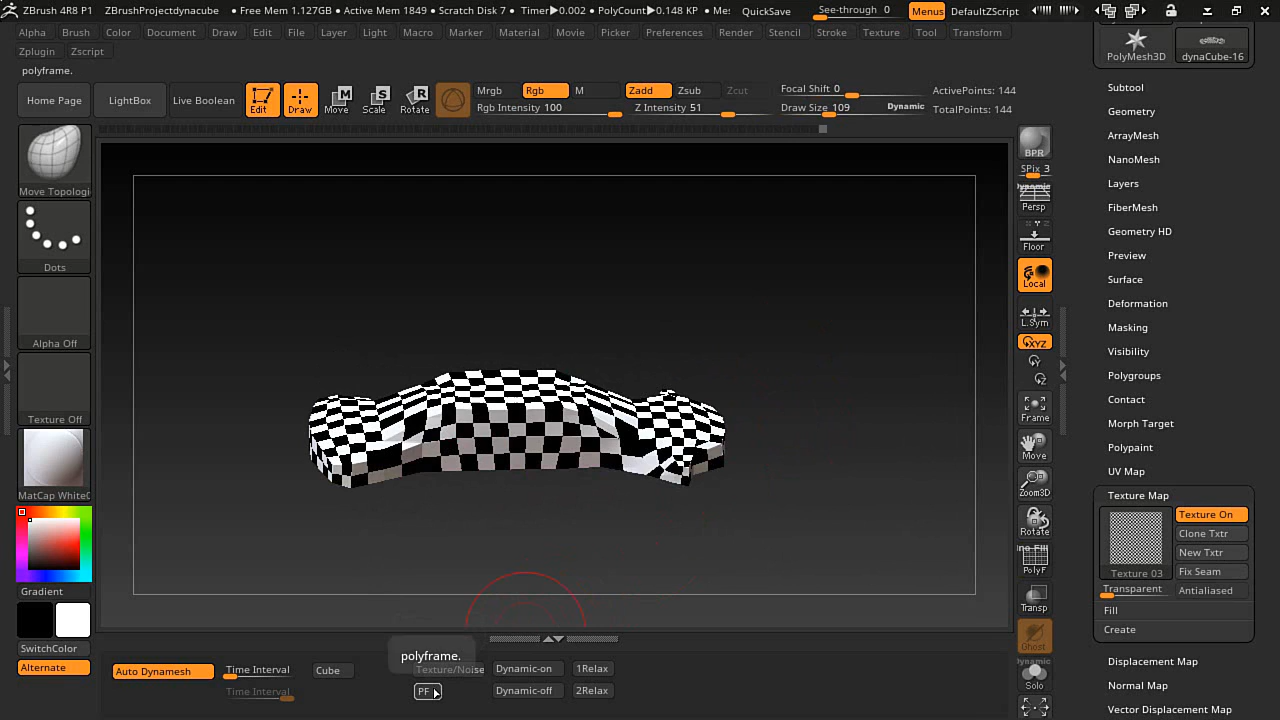 ZBrush 4R8 P1 ZBrushProjectdynacube • Free Mem 1.127GB • Active Mem 1849 • Scratch Disk 7 • Timer▶0.002 • PolyCount▶0.148 KP • Me: QuickSave See-through 0 Menus DefaultZScript
Alpha Brush Color Document Draw Edit File Layer Light Macro Marker Material Movie Picker Preferences Render Stencil Stroke Texture Tool Transform
Zplugin Zscript
polyframe.
Home Page LightBox Live Boolean
Edit Draw Move Scale Rotate
M S R
Mrgb Rgb M
Rgb Intensity 100
Zadd Zsub Zcut
Z Intensity 51
Focal Shift 0
Draw Size 109 Dynamic
ActivePoints: 144
TotalPoints: 144
Move Topologi
Dots
Alpha Off
Texture Off
MatCap WhiteC
Gradient
SwitchColor
Alternate
BPR
SPix 3
Dynamic
Persp
Floor
Local
L.Sym
XYZ
Y
Z
Frame
Move
Zoom3D
Rotate
PolyF
Transp
Ghost
Dynamic
Solo
PolyMesh3D dynaCube-16
Subtool
Geometry
ArrayMesh
NanoMesh
Layers
FiberMesh
Geometry HD
Preview
Surface
Deformation
Masking
Visibility
Polygroups
Contact
Morph Target
Polypaint
UV Map
Texture Map
Texture On
Clone Txtr
New Txtr
Fix Seam
Texture 03
Transparent Antialiased
Fill
Create
Displacement Map
Normal Map
Vector Displacement Map
polyframe.
Auto Dynamesh Time Interval Cube Texture/Noise Dynamic-on 1Relax
Time Interval PF Dynamic-off 2Relax